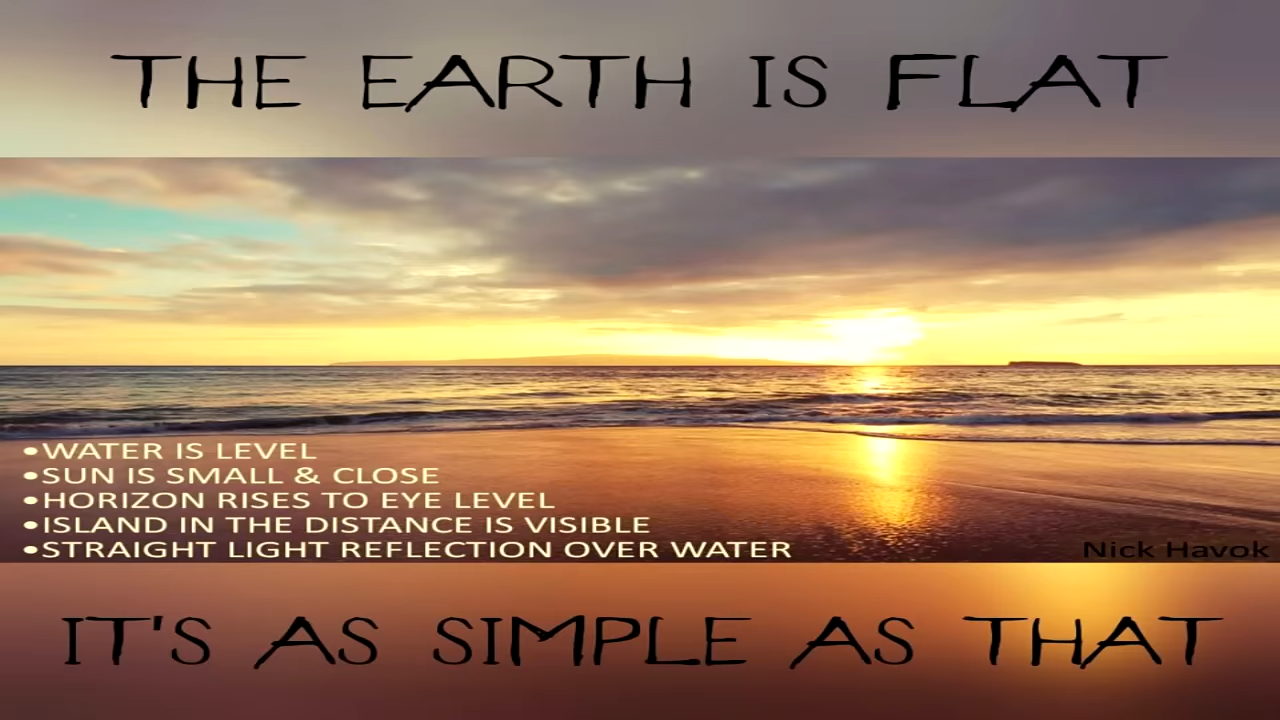 THE EARTH IS FLAT
•WATER IS LEVEL
•SUN IS SMALL & CLOSE
•HORIZON RISES TO EYE LEVEL
•ISLAND IN THE DISTANCE IS VISIBLE
•STRAIGHT LIGHT REFLECTION OVER WATER
Nick Havok
IT'S AS SIMPLE AS THAT